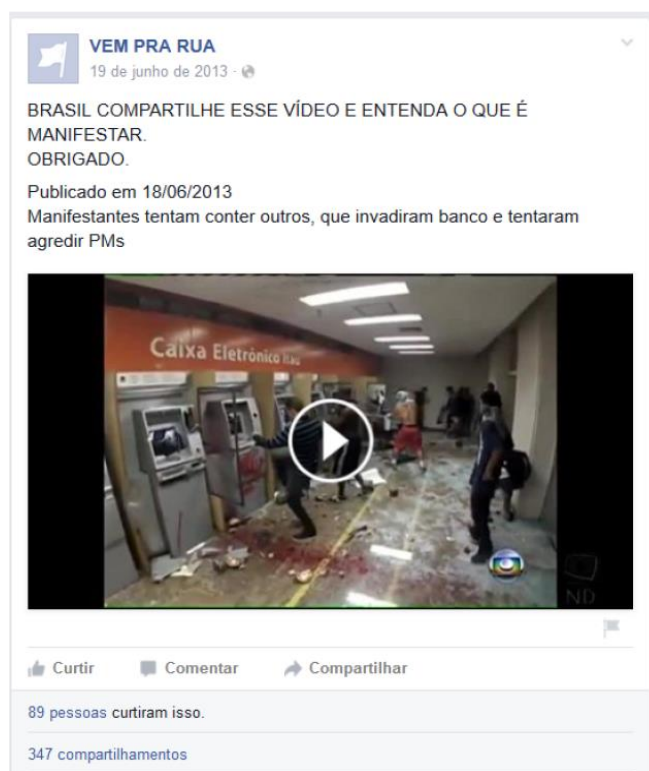 VEM PRA RUA
19 de junho de 2013 ·
BRASIL COMPARTILHE ESSE VÍDEO E ENTENDA O QUE É
MANIFESTAR.
OBRIGADO.
Publicado em 18/06/2013
Manifestantes tentam conter outros, que invadiram banco e tentaram
agredir PMs
Caixa Eletrônico Itaú
ND
Curtir Comentar Compartilhar
89 pessoas curtiram isso.
347 compartilhamentos